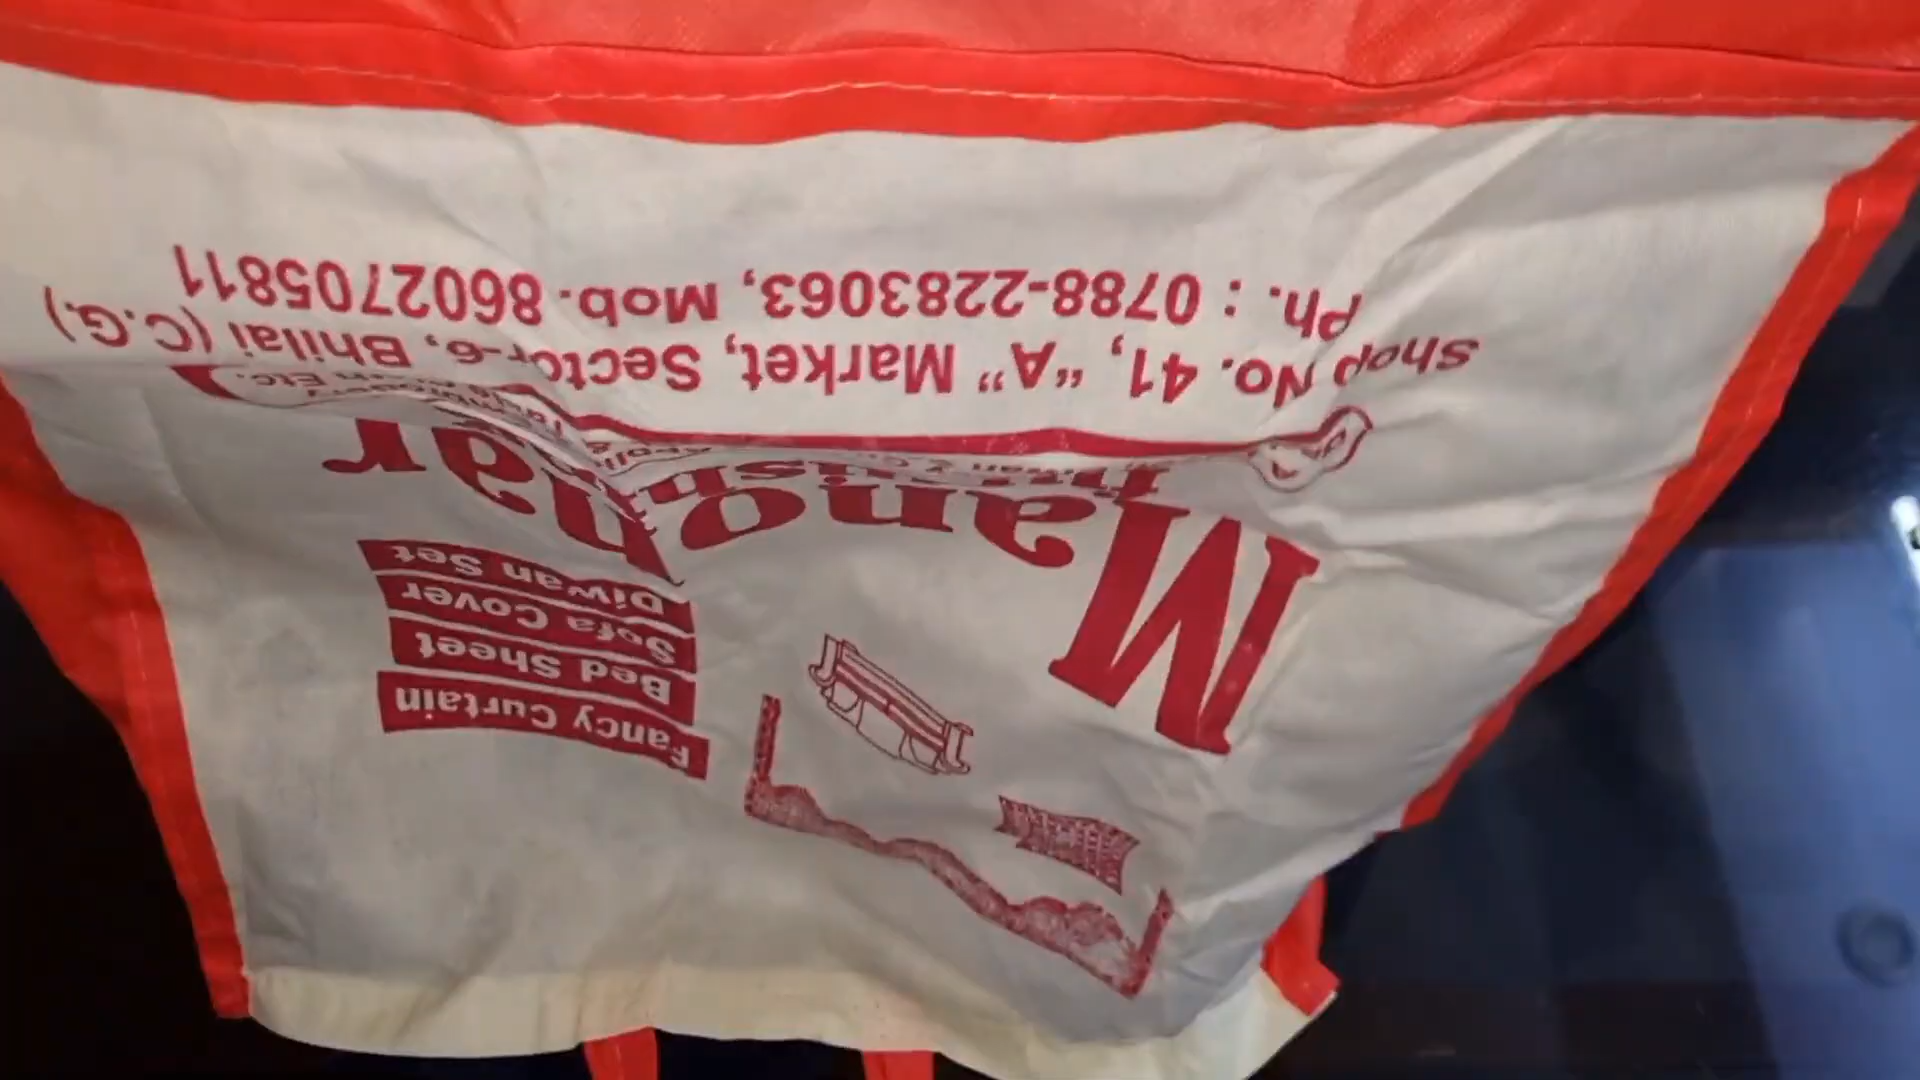 Fancy Curtain
Bed Sheet
Sofa Cover
Diwan Set
Manohar
Etc.
Shop No. 41, “A” Market, Sector-6, Bhilai (C.G.)
Ph. : 0788-2283063, Mob. 8602705811